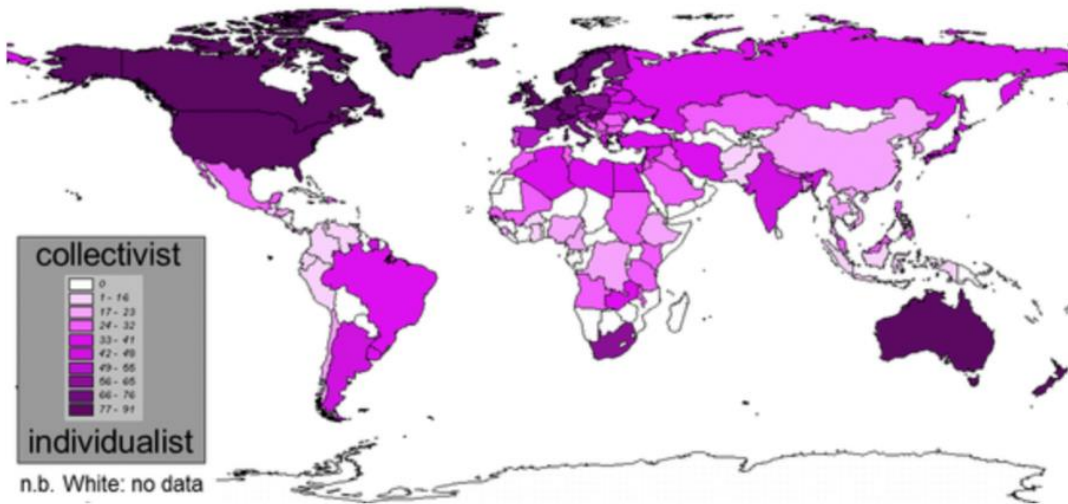 collectivist
0
1 - 16
17 - 23
24 - 32
33 - 41
42 - 48
49 - 55
56 - 65
66 - 76
77 - 91
individualist
n.b. White: no data